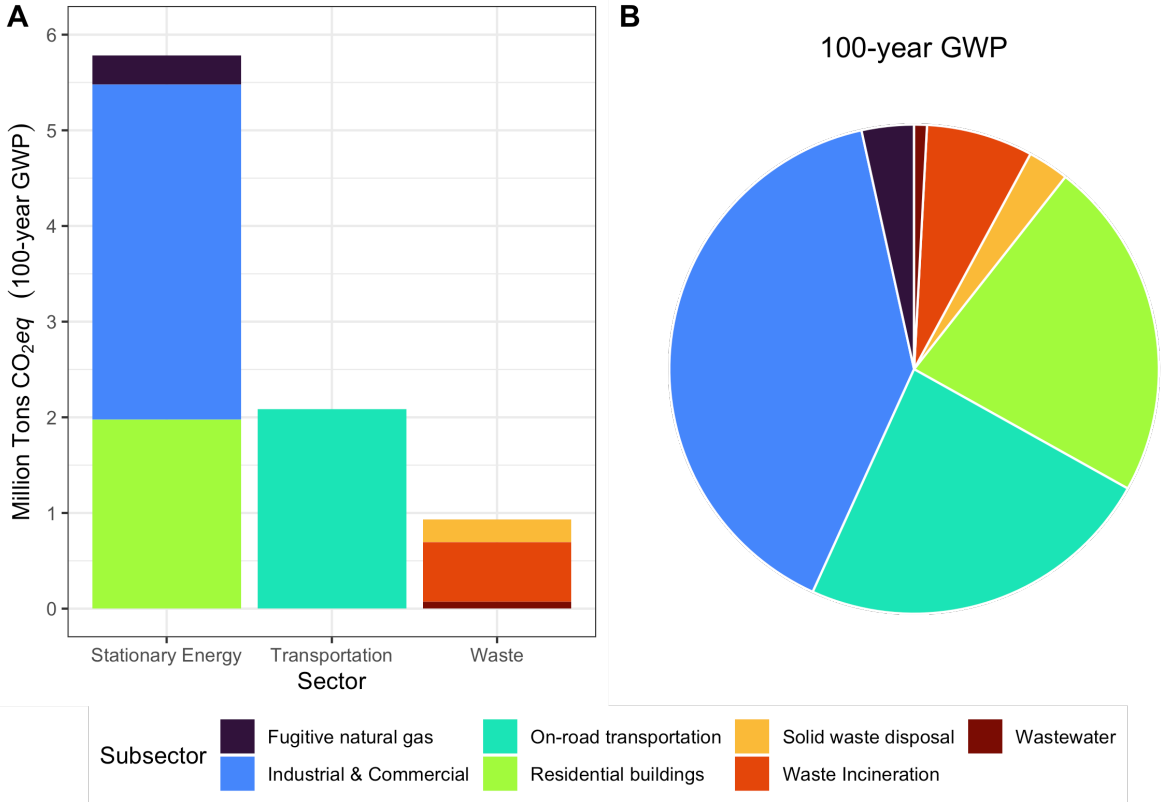 A
Million Tons CO2eq (100-year GWP)
6
5
4
3
2
1
0
Stationary Energy Transportation Waste
Sector
B
100-year GWP
Subsector
Fugitive natural gas On-road transportation Solid waste disposal Wastewater
Industrial & Commercial Residential buildings Waste Incineration